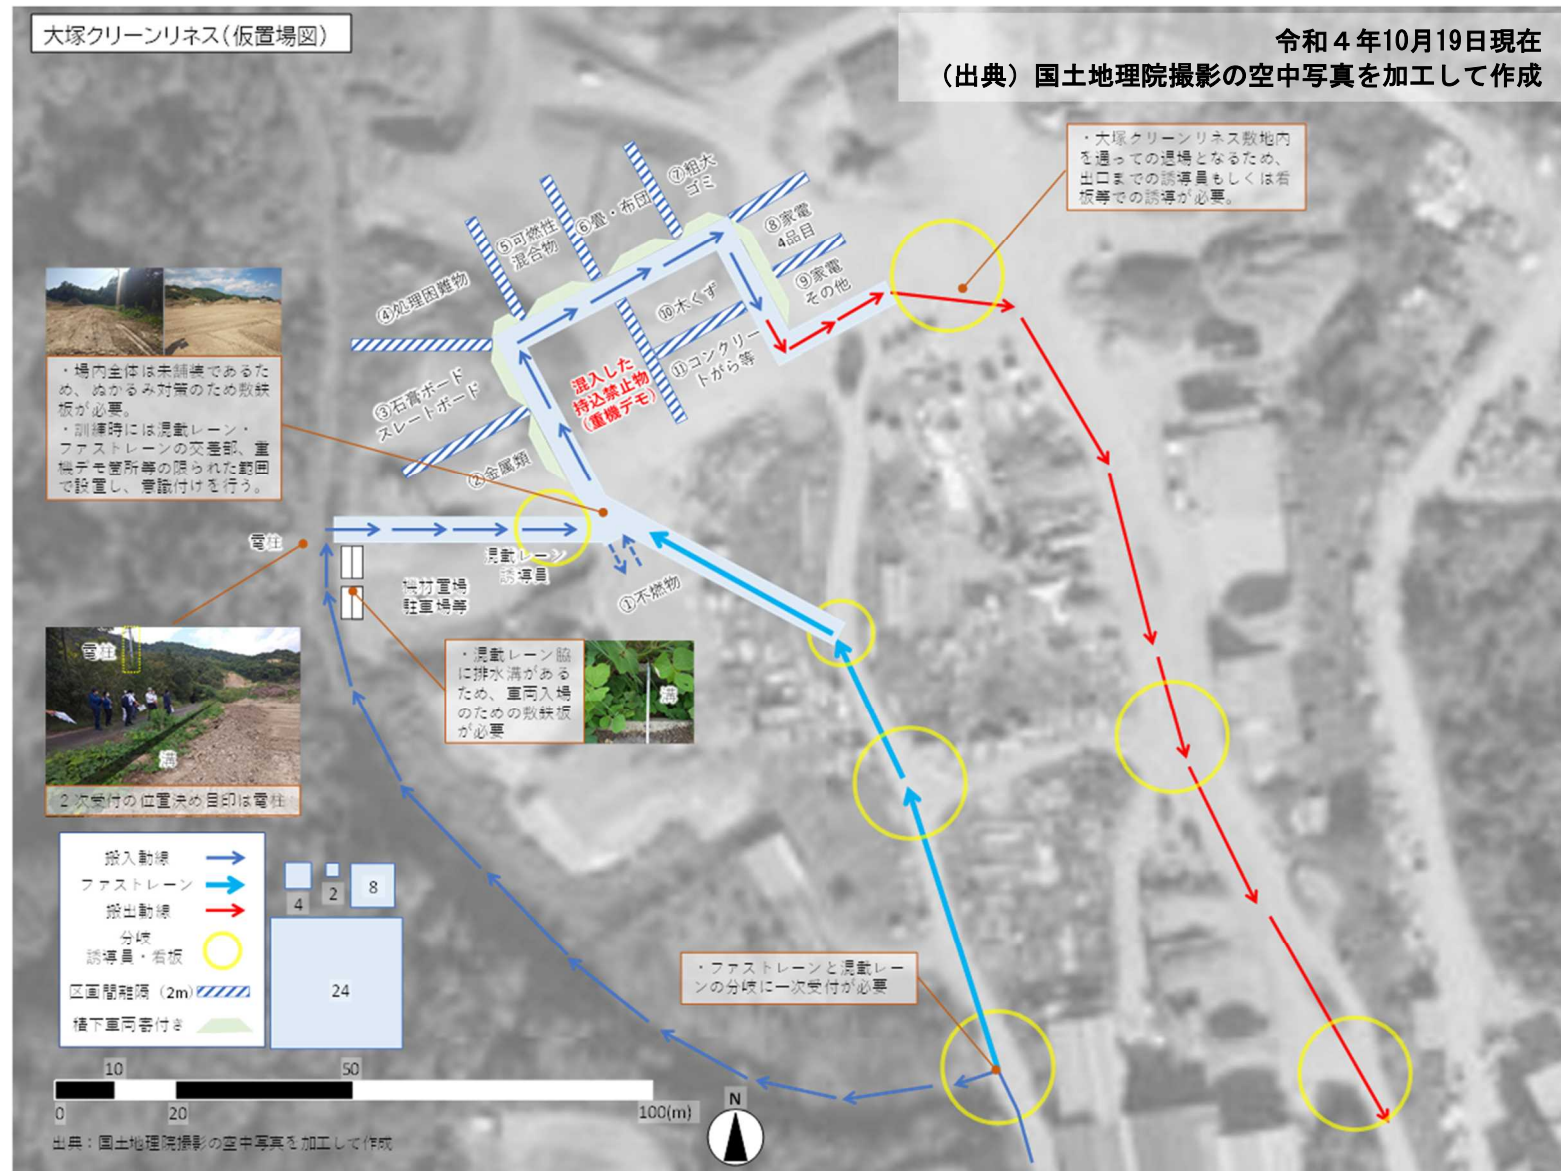 大塚クリーンリネス(仮置場図)
令和4年10月19日現在
(出典)国土地理院撮影の空中写真を加工して作成
・大塚クリーンリネス敷地内
を通っての退場となるため、
出口までの誘導員もしくは看
板等での誘導が必要。
⑦粗大
ゴミ
⑥畳・布団
⑤可燃性
混合物
⑧家電
4品目
⑨家電
その他
④処理困難物
⑩木くず
⑪コンクリー
トがら等
混入した
持込禁止物
(重機デモ)
③石膏ボード
スレートボード
②金属類
・場内全体は未舗装であるた
め、ぬかるみ対策のため敷鉄
板が必要。
・訓練時には混載レーン・
ファストレーンの交差部、重
機デモ箇所等の限られた範囲
で設置し、意識付けを行う。
電柱
混載レーン
誘導員
機材置場
駐車場等
①不燃物
電柱
溝
2次受付の位置決め目印は電柱
・混載レーン脇
に排水溝がある
ため、車両入場
のための敷鉄板
が必要
溝
搬入動線
ファストレーン
搬出動線
分岐
誘導員・看板
区画間離隔(2m)
積下車両寄付き
4
2
8
24
・ファストレーンと混載レー
ンの分岐に一次受付が必要
10
50
0
20
100(m)
N
出典:国土地理院撮影の空中写真を加工して作成